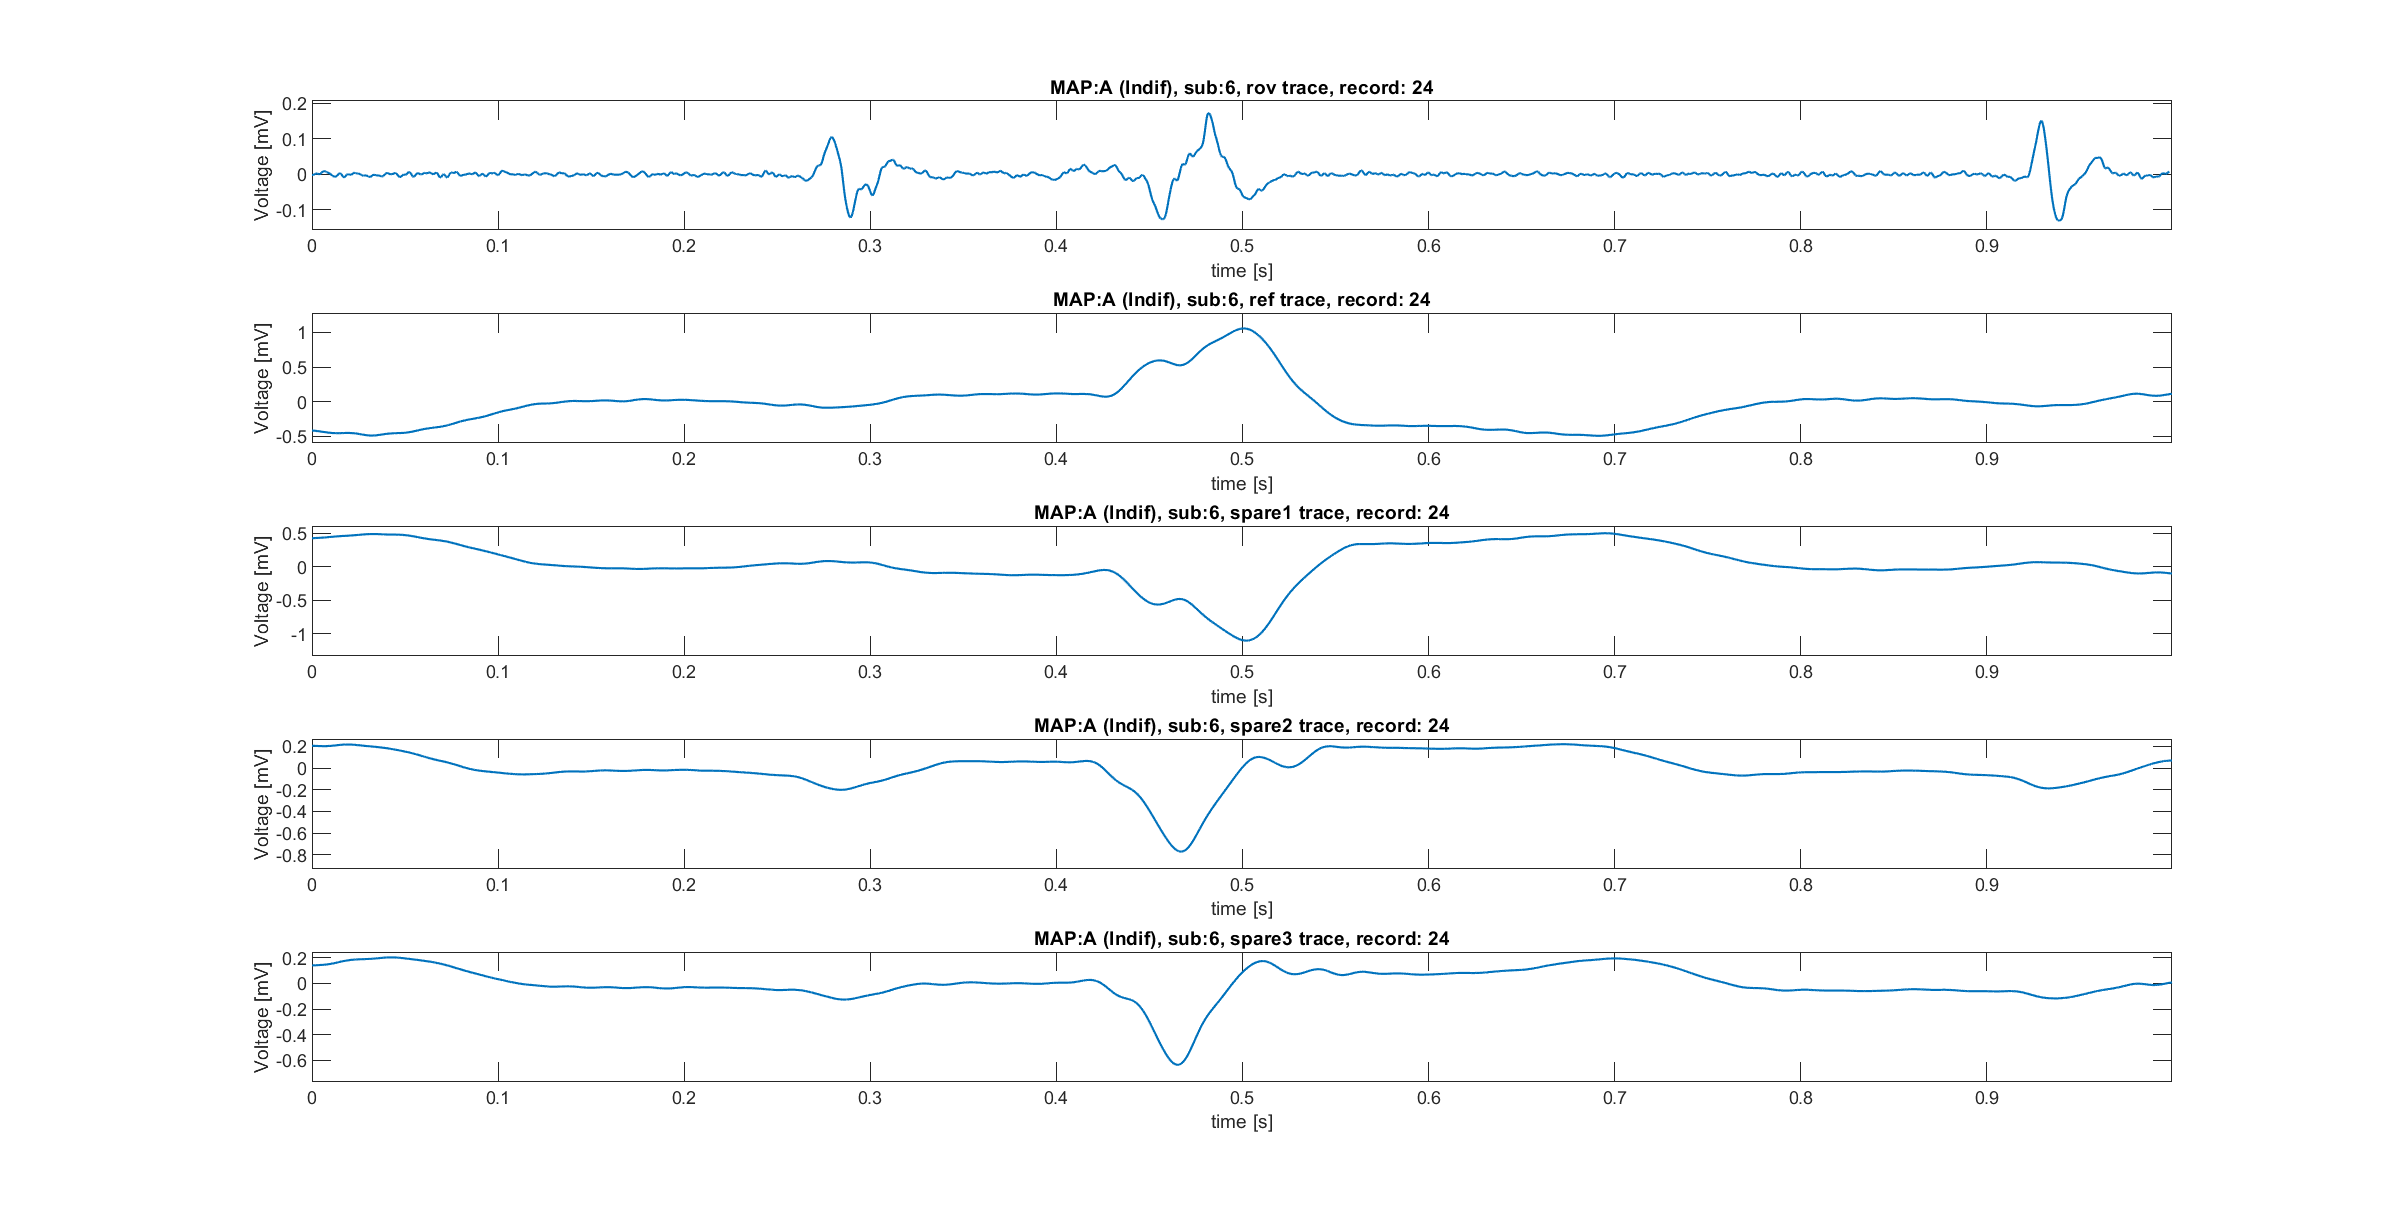 MAP:A (Indif), sub:6, rov trace, record: 24
Voltage [mV]
0.2
0.1
0
-0.1
0 0.1 0.2 0.3 0.4 0.5 0.6 0.7 0.8 0.9
time [s]
MAP:A (Indif), sub:6, ref trace, record: 24
Voltage [mV]
1
0.5
0
-0.5
0 0.1 0.2 0.3 0.4 0.5 0.6 0.7 0.8 0.9
time [s]
MAP:A (Indif), sub:6, spare1 trace, record: 24
Voltage [mV]
0.5
0
-0.5
-1
0 0.1 0.2 0.3 0.4 0.5 0.6 0.7 0.8 0.9
time [s]
MAP:A (Indif), sub:6, spare2 trace, record: 24
Voltage [mV]
0.2
0
-0.2
-0.4
-0.6
-0.8
0 0.1 0.2 0.3 0.4 0.5 0.6 0.7 0.8 0.9
time [s]
MAP:A (Indif), sub:6, spare3 trace, record: 24
Voltage [mV]
0.2
0
-0.2
-0.4
-0.6
0 0.1 0.2 0.3 0.4 0.5 0.6 0.7 0.8 0.9
time [s]